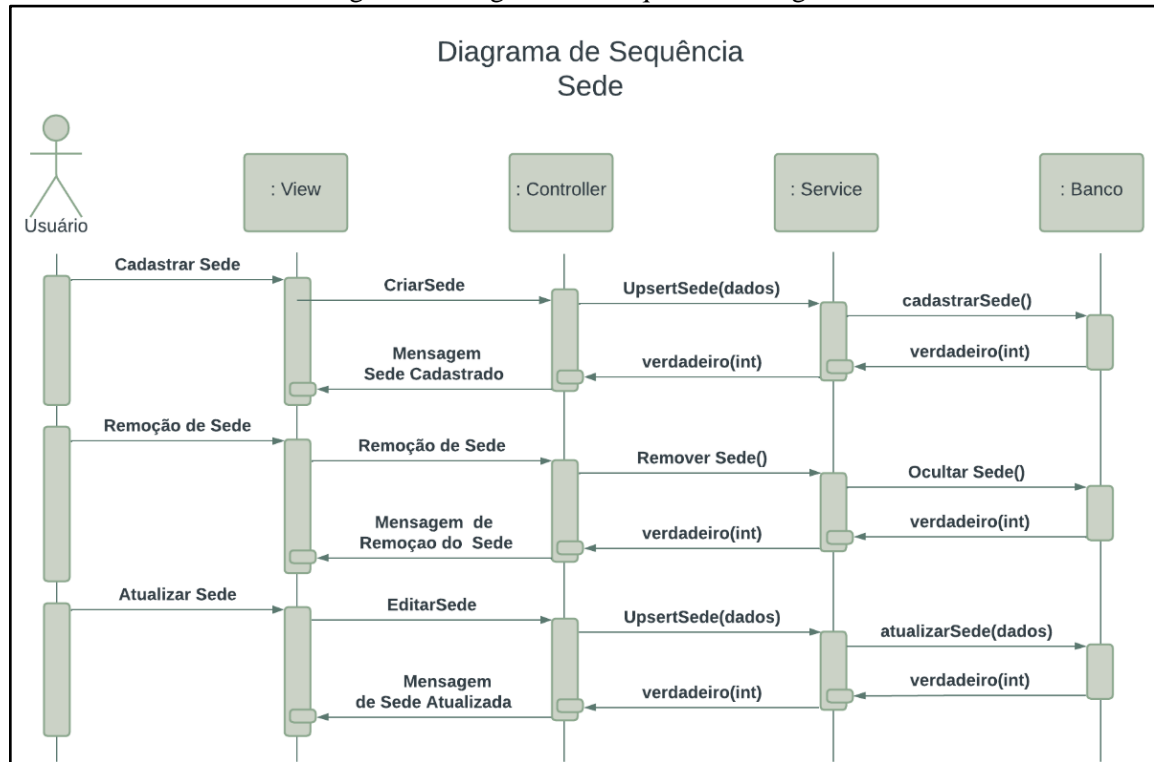 Diagrama de Sequência
Sede
Usuário
: View
: Controller
: Service
: Banco
Cadastrar Sede
CriarSede
UpsertSede(dados)
cadastrarSede()
verdadeiro(int)
verdadeiro(int)
Mensagem
Sede Cadastrado
Remoção de Sede
Remoção de Sede
Remover Sede()
Ocultar Sede()
verdadeiro(int)
verdadeiro(int)
Mensagem de
Remoçao do Sede
Atualizar Sede
EditarSede
UpsertSede(dados)
atualizarSede(dados)
verdadeiro(int)
verdadeiro(int)
Mensagem
de Sede Atualizada